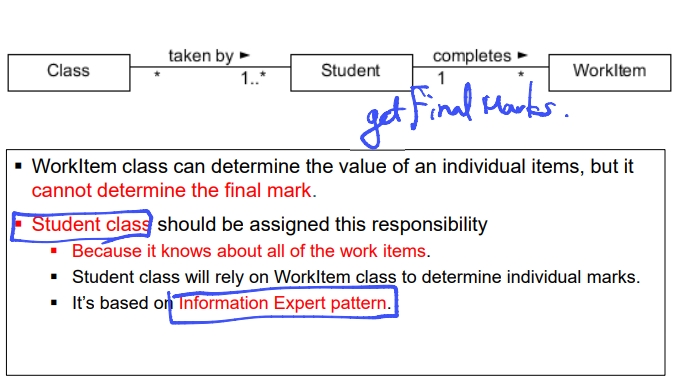 taken by ►
completes ►
Class
*
1..*
Student
1
*
WorkItem
get Final Marks.
▪ WorkItem class can determine the value of an individual items, but it
cannot determine the final mark.
▪ Student class should be assigned this responsibility
▪ Because it knows about all of the work items.
▪ Student class will rely on WorkItem class to determine individual marks.
▪ It's based on Information Expert pattern.